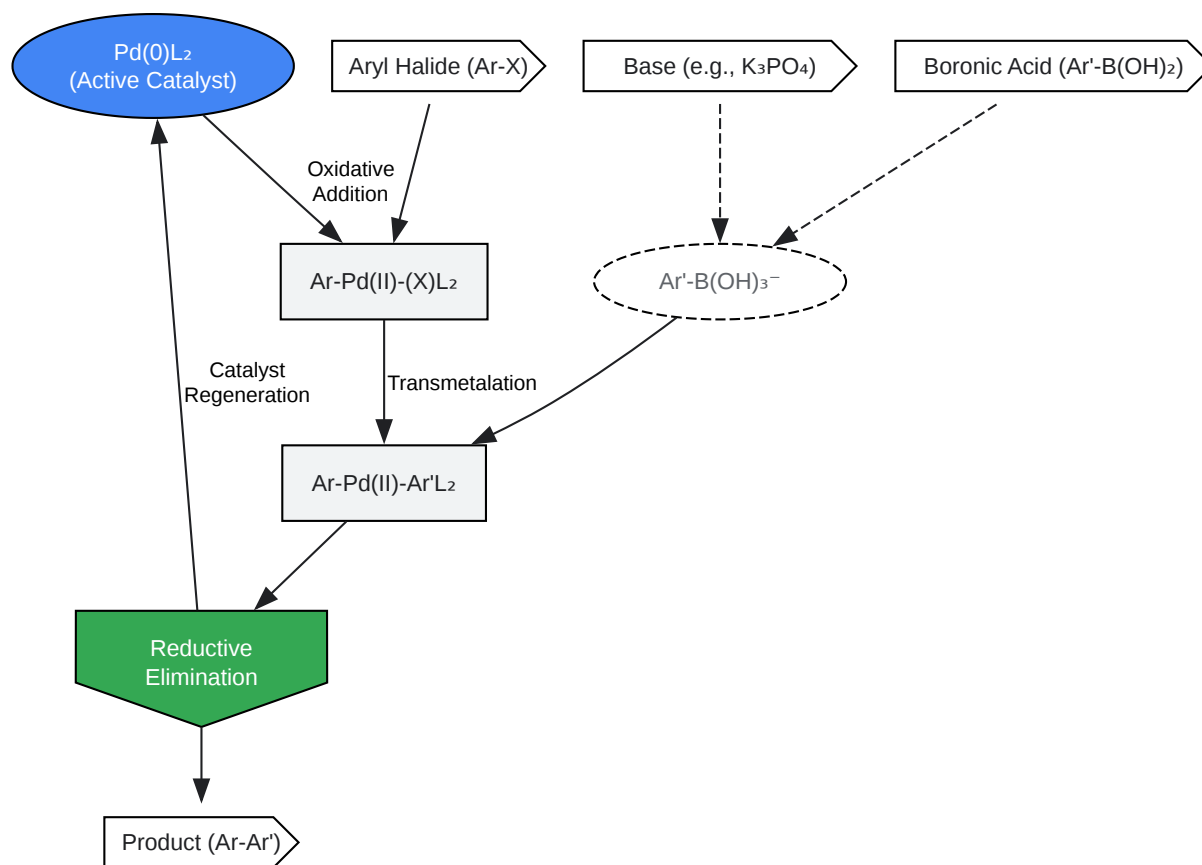 Pd(0)L₂
(Active Catalyst)
Aryl Halide (Ar-X)
Base (e.g., K₃PO₄)
Boronic Acid (Ar'-B(OH)₂)
Oxidative
Addition
Ar-Pd(II)-(X)L₂
Ar'-B(OH)₃⁻
Catalyst
Regeneration
Transmetalation
Ar-Pd(II)-Ar'L₂
Reductive
Elimination
Product (Ar-Ar')